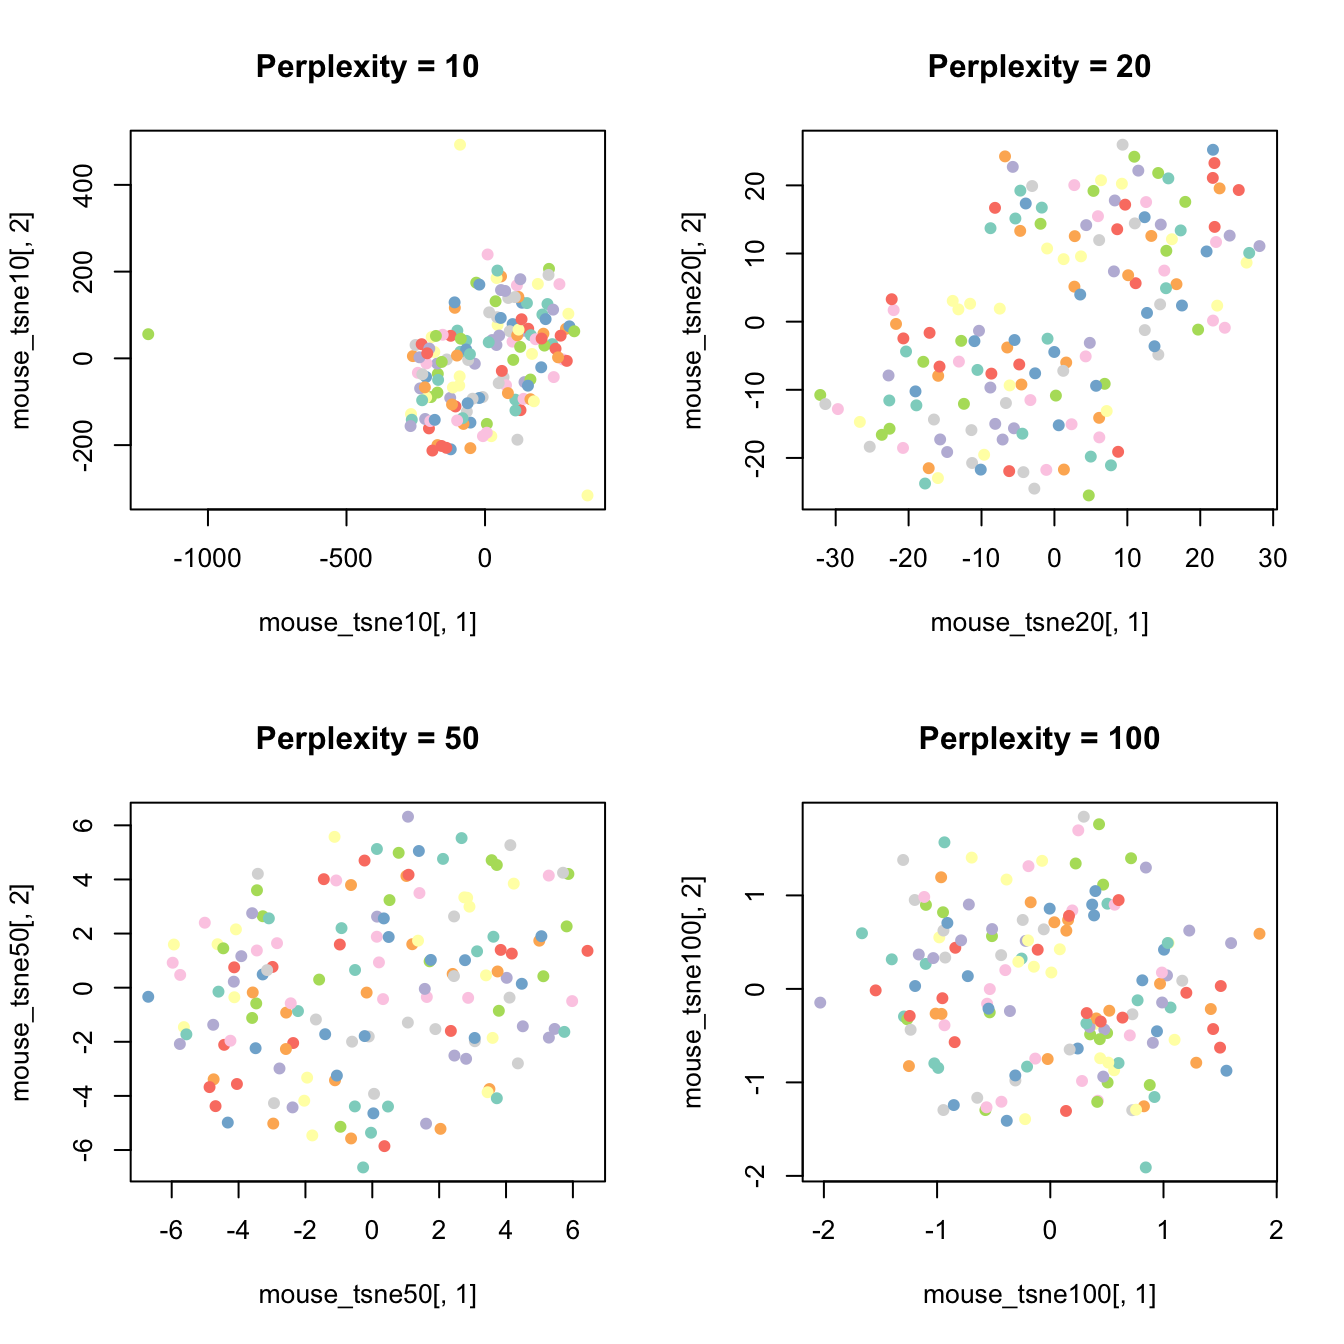 Perplexity = 10
mouse_tsne10[, 2]
400
200
0
-200
-1000 -500 0
mouse_tsne10[, 1]
Perplexity = 20
mouse_tsne20[, 2]
20
10
0
-10
-20
-30 -20 -10 0 10 20 30
mouse_tsne20[, 1]
Perplexity = 50
mouse_tsne50[, 2]
6
4
2
0
-2
-4
-6
-6 -4 -2 0 2 4 6
mouse_tsne50[, 1]
Perplexity = 100
mouse_tsne100[, 2]
1
0
-1
-2
-2 -1 0 1 2
mouse_tsne100[, 1]